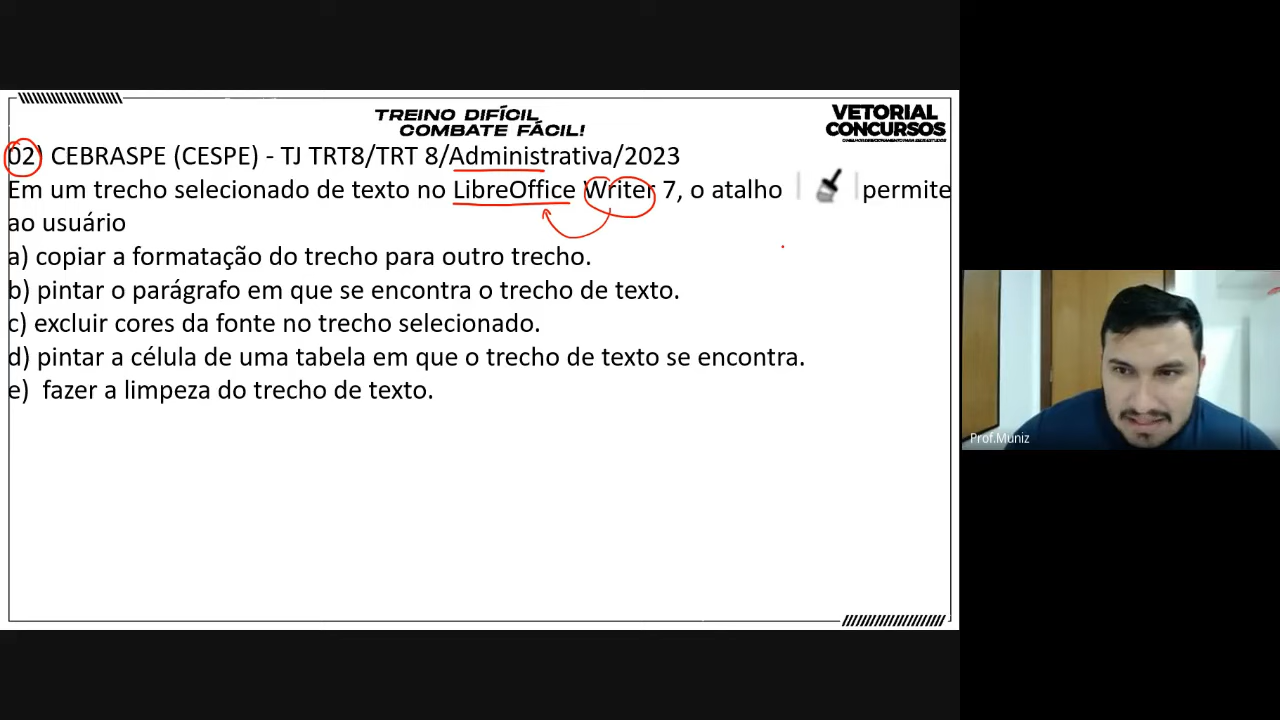 TREINO DIFÍCIL
COMBATE FÁCIL!
VETORIAL
CONCURSOS
02) CEBRASPE (CESPE) - TJ TRT8/TRT 8/Administrativa/2023
Em um trecho selecionado de texto no LibreOffice Writer 7, o atalho permite
ao usuário
a) copiar a formatação do trecho para outro trecho.
b) pintar o parágrafo em que se encontra o trecho de texto.
c) excluir cores da fonte no trecho selecionado.
d) pintar a célula de uma tabela em que o trecho de texto se encontra.
e) fazer a limpeza do trecho de texto.
Prof.Muniz